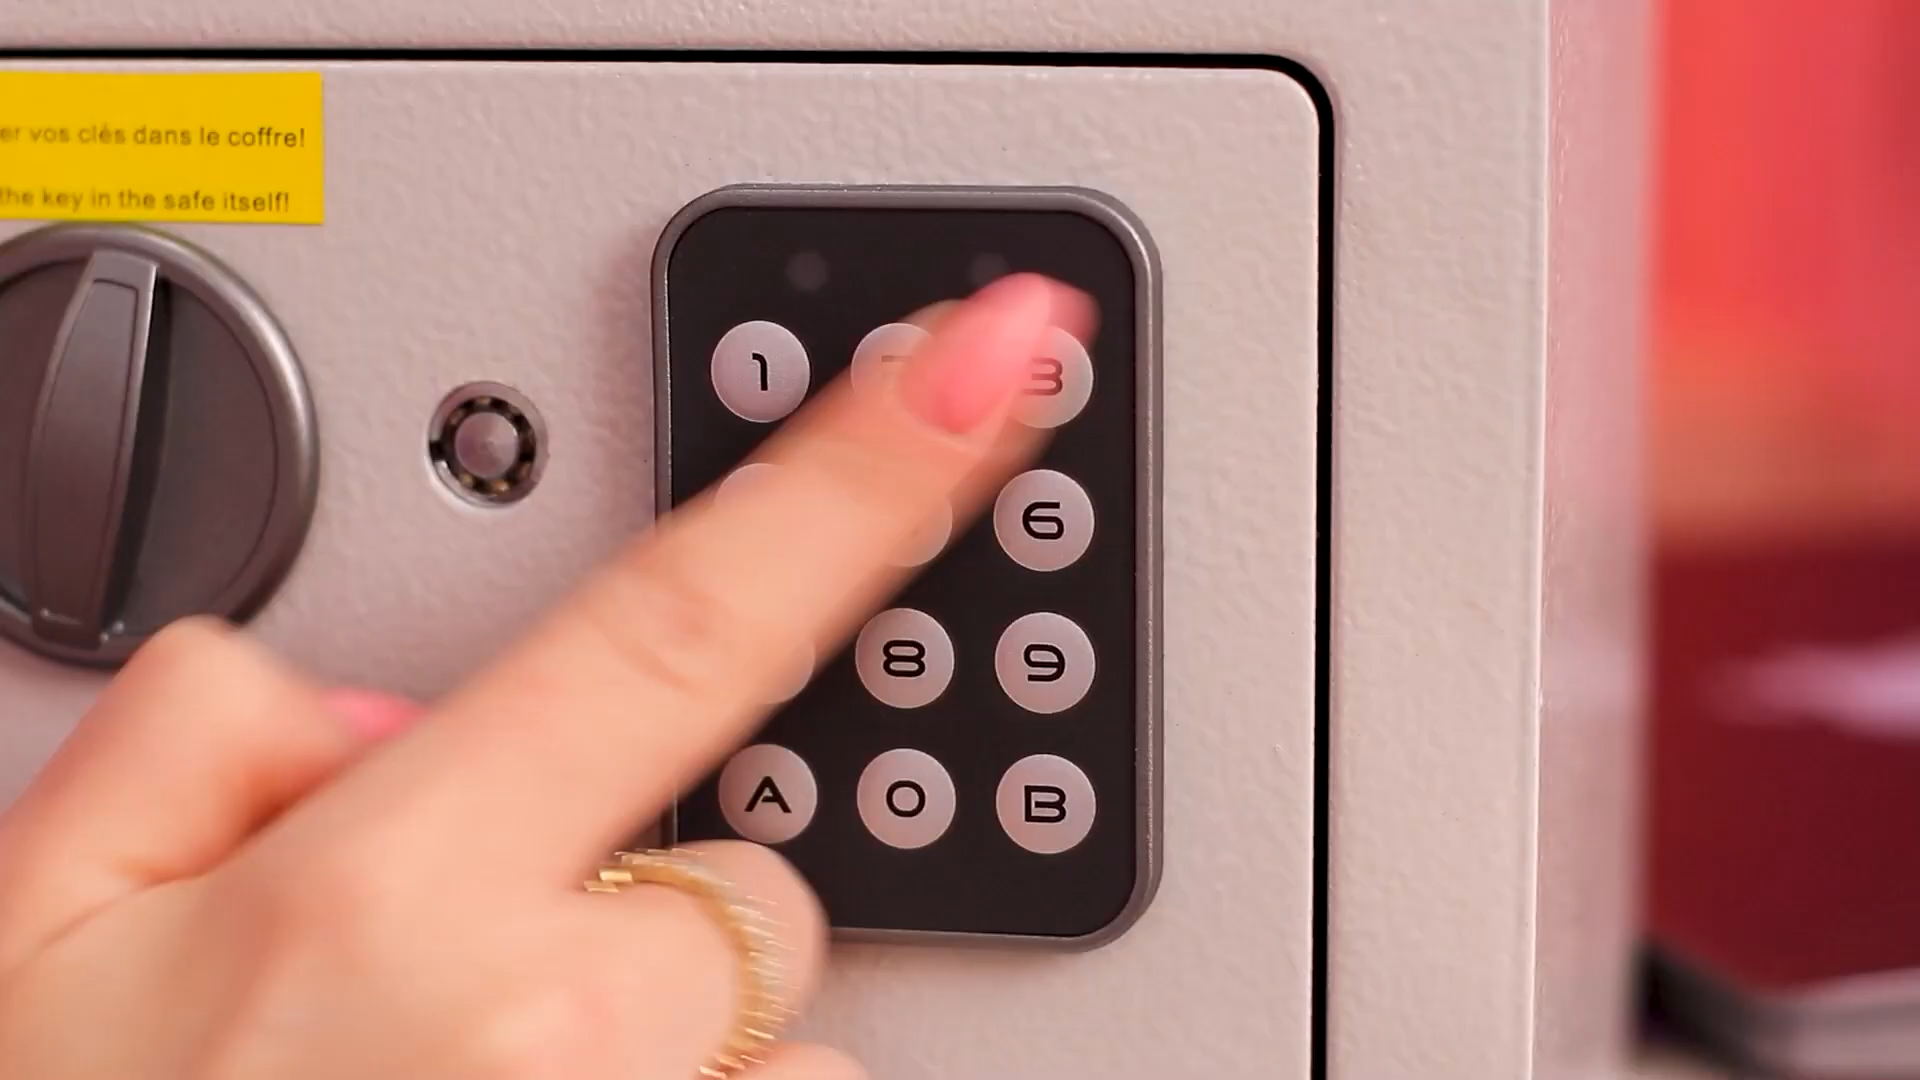 er vos clés dans le coffre!
the key in the safe itself!
1 3
6
8 9
A 0 B